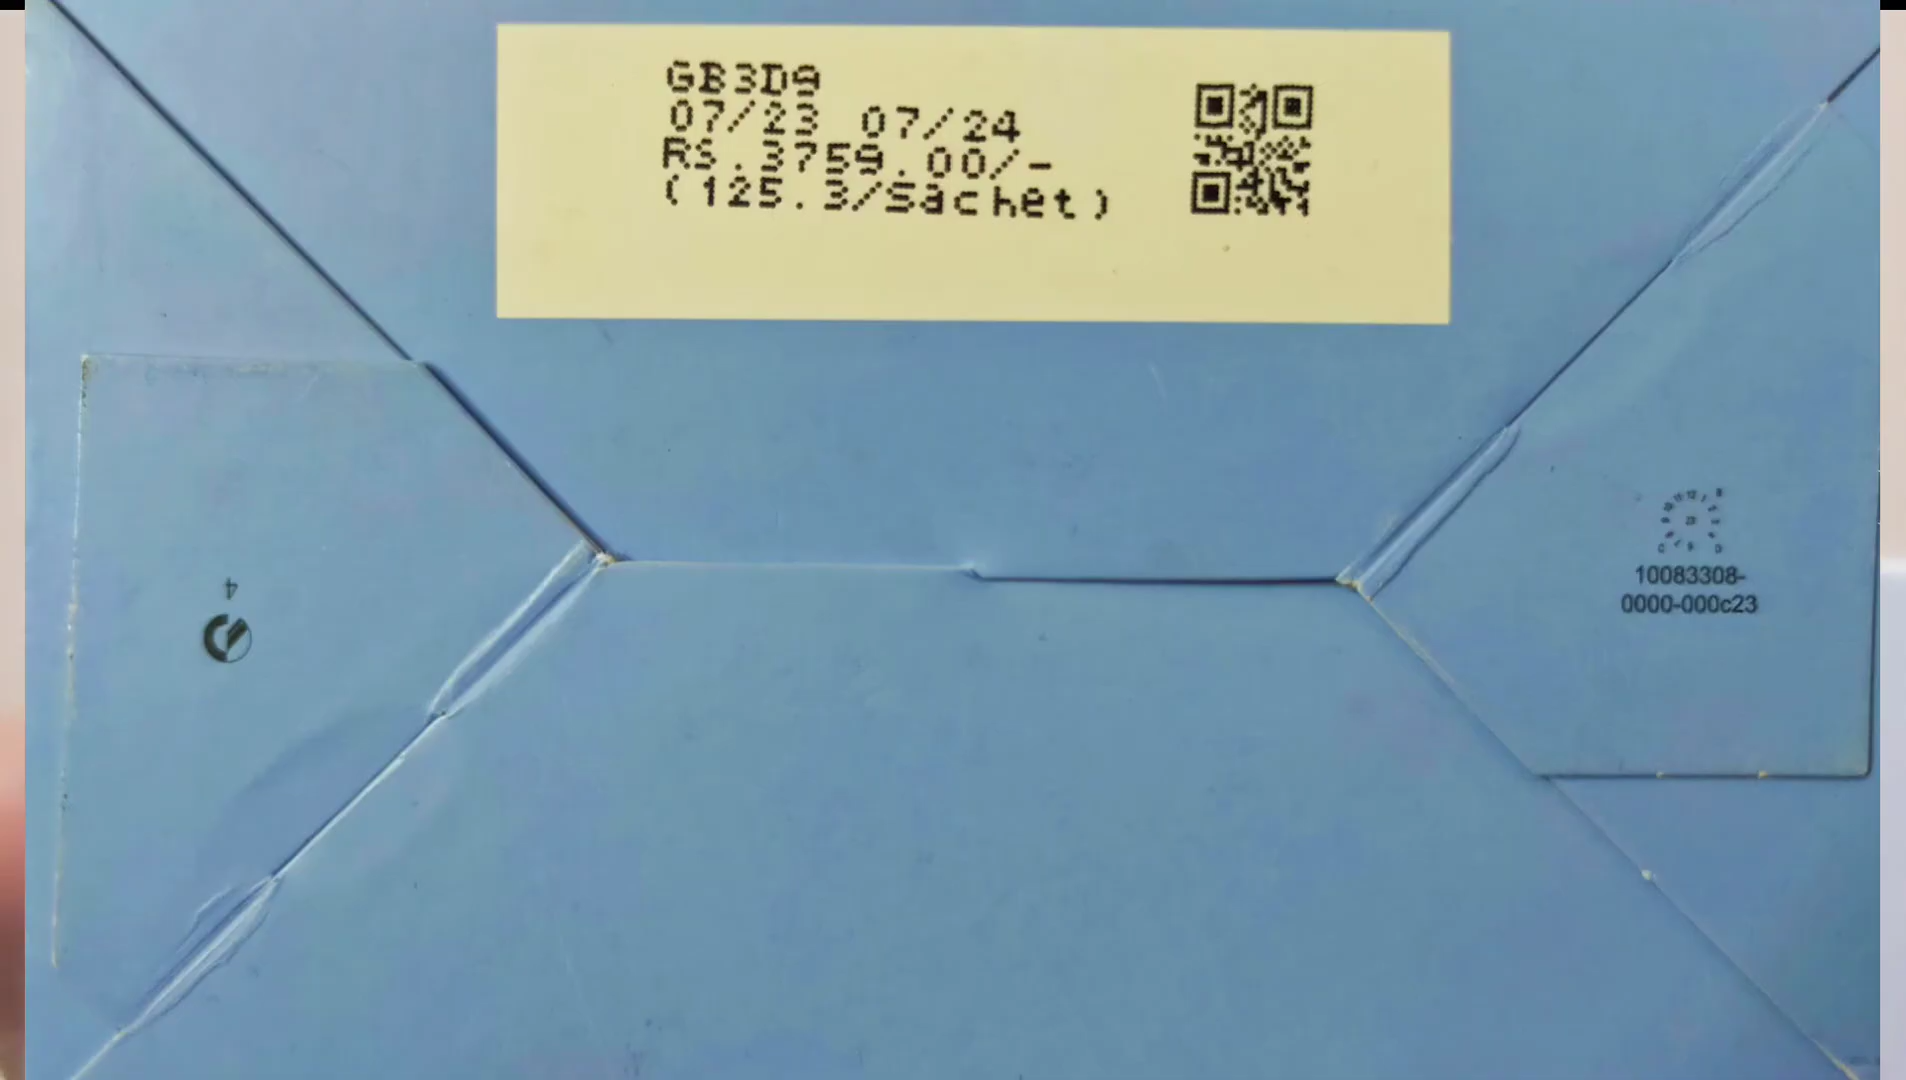 GB3D9
07/23 07/24
RS.3759.00/-
(125.3/Sachet)
4
10083308-
0000-000c23